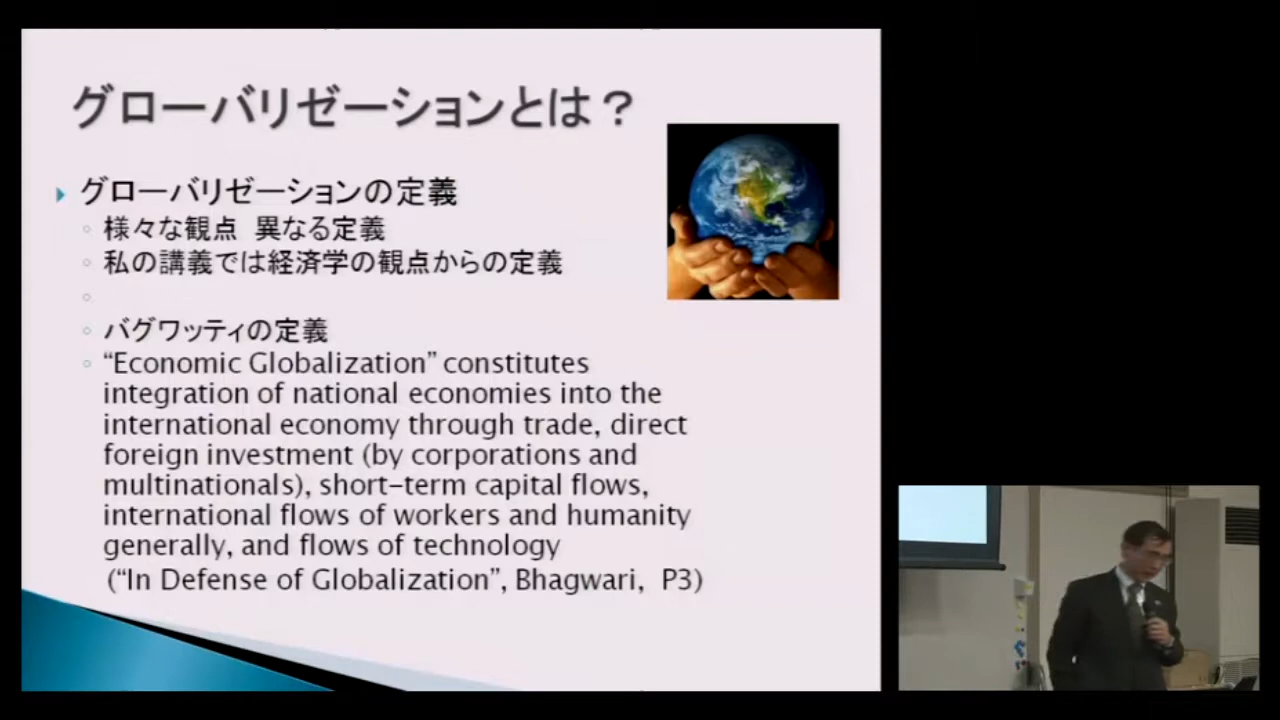 グローバリゼーションとは？
グローバリゼーションの定義
様々な観点 異なる定義
私の講義では経済学の観点からの定義
バグワッティの定義
“Economic Globalization” constitutes
integration of national economies into the
international economy through trade, direct
foreign investment (by corporations and
multinationals), short-term capital flows,
international flows of workers and humanity
generally, and flows of technology
(“In Defense of Globalization”, Bhagwari, P3)